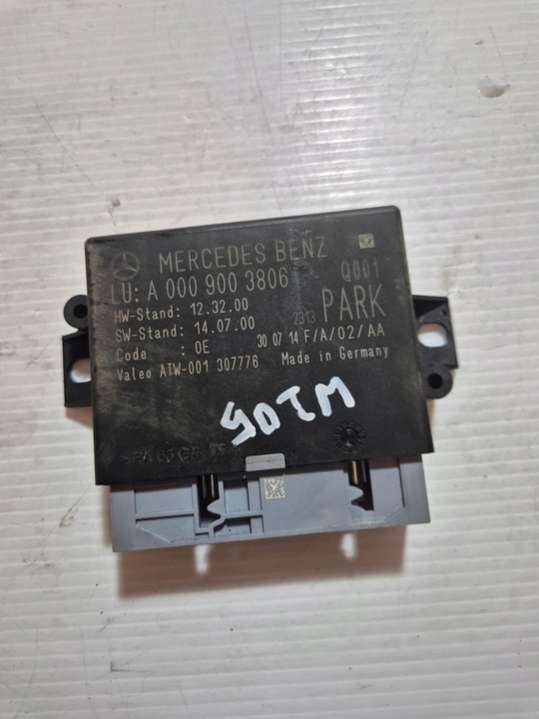 MERCEDES BENZ
LU: A 000 900 3806 Q001
HW-Stand: 12.32.00 2313 PARK
SW-Stand: 14.07.00
Code : 0E 30 07 14 F/A/02/AA
Valeo ATW-001 307776 Made in Germany
W205